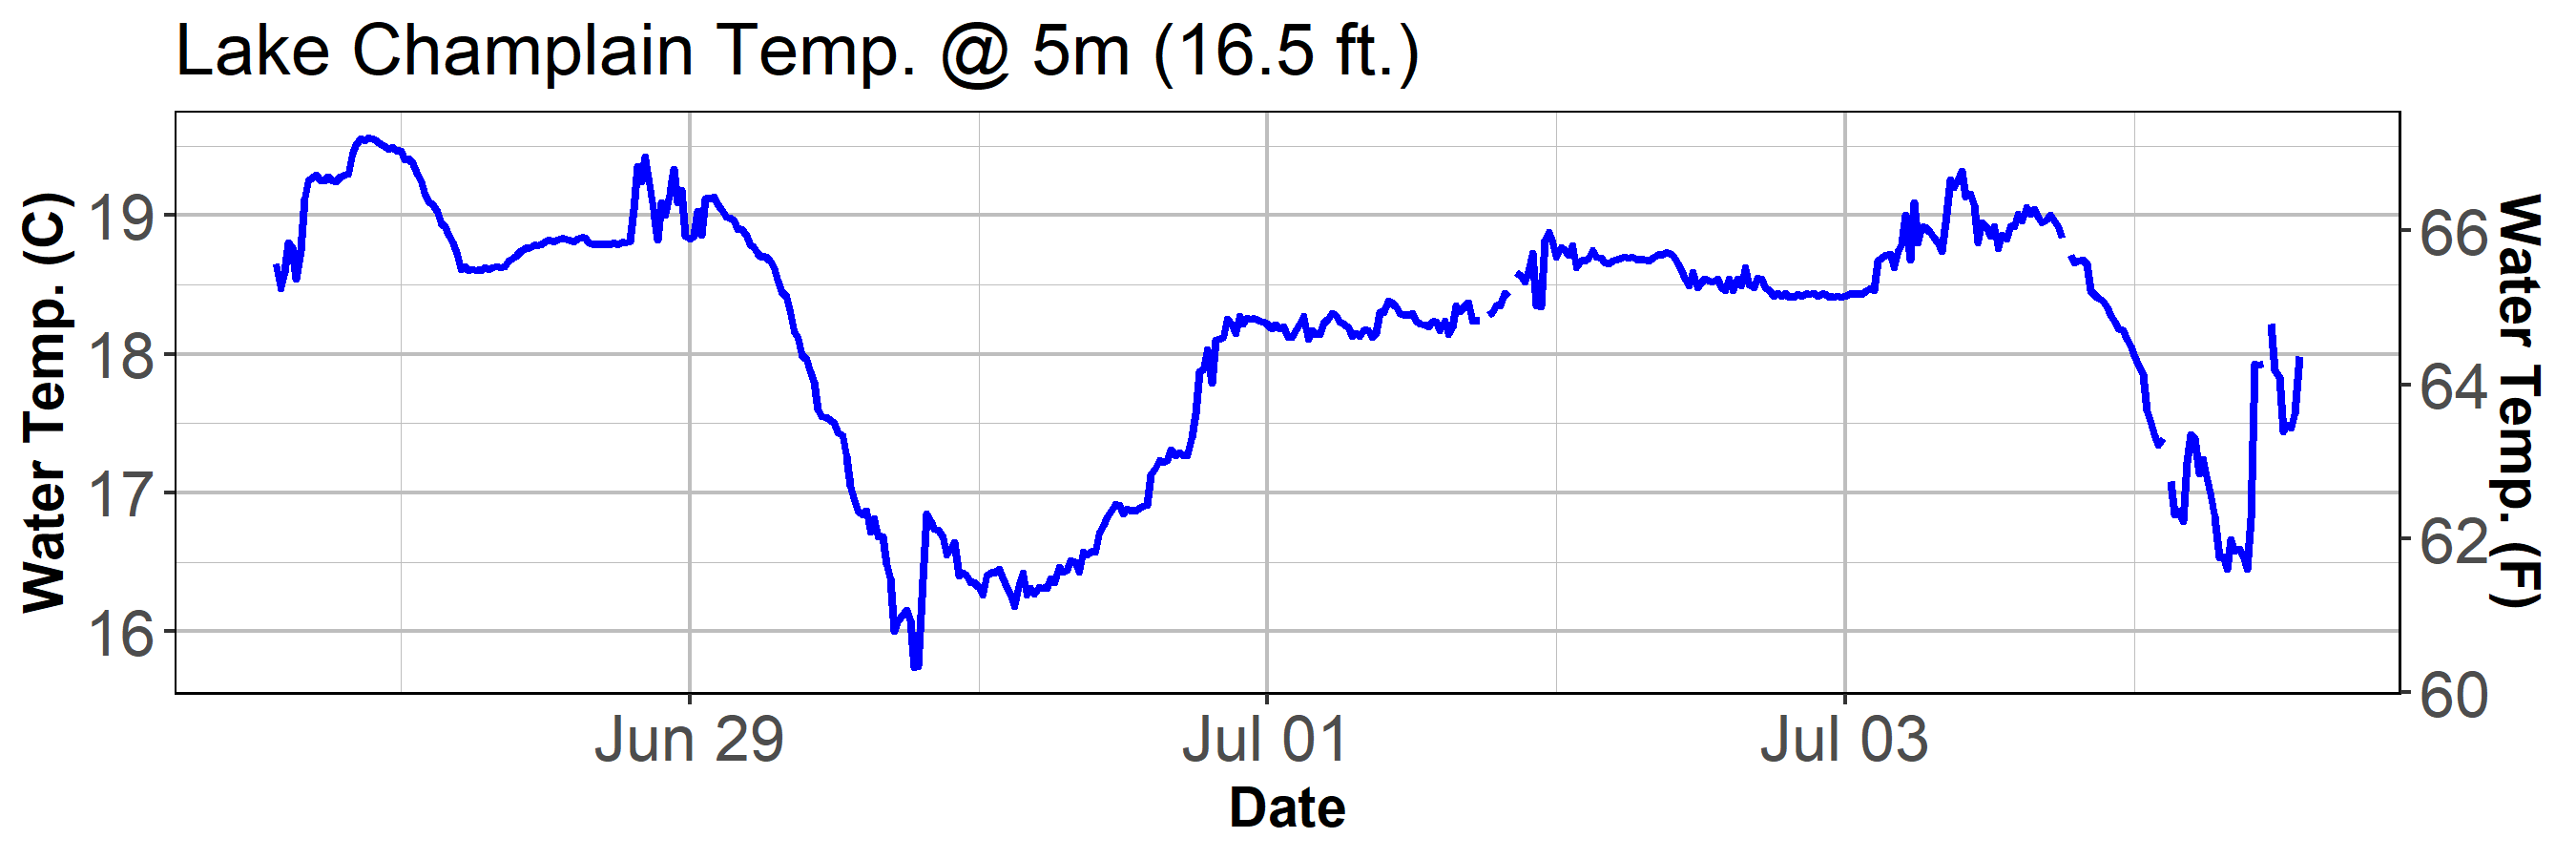 Lake Champlain Temp. @ 5m (16.5 ft.)
Water Temp. (C)
19
18
17
16
66
64
62
60
Water Temp. (F)
Jun 29
Jul 01
Jul 03
Date